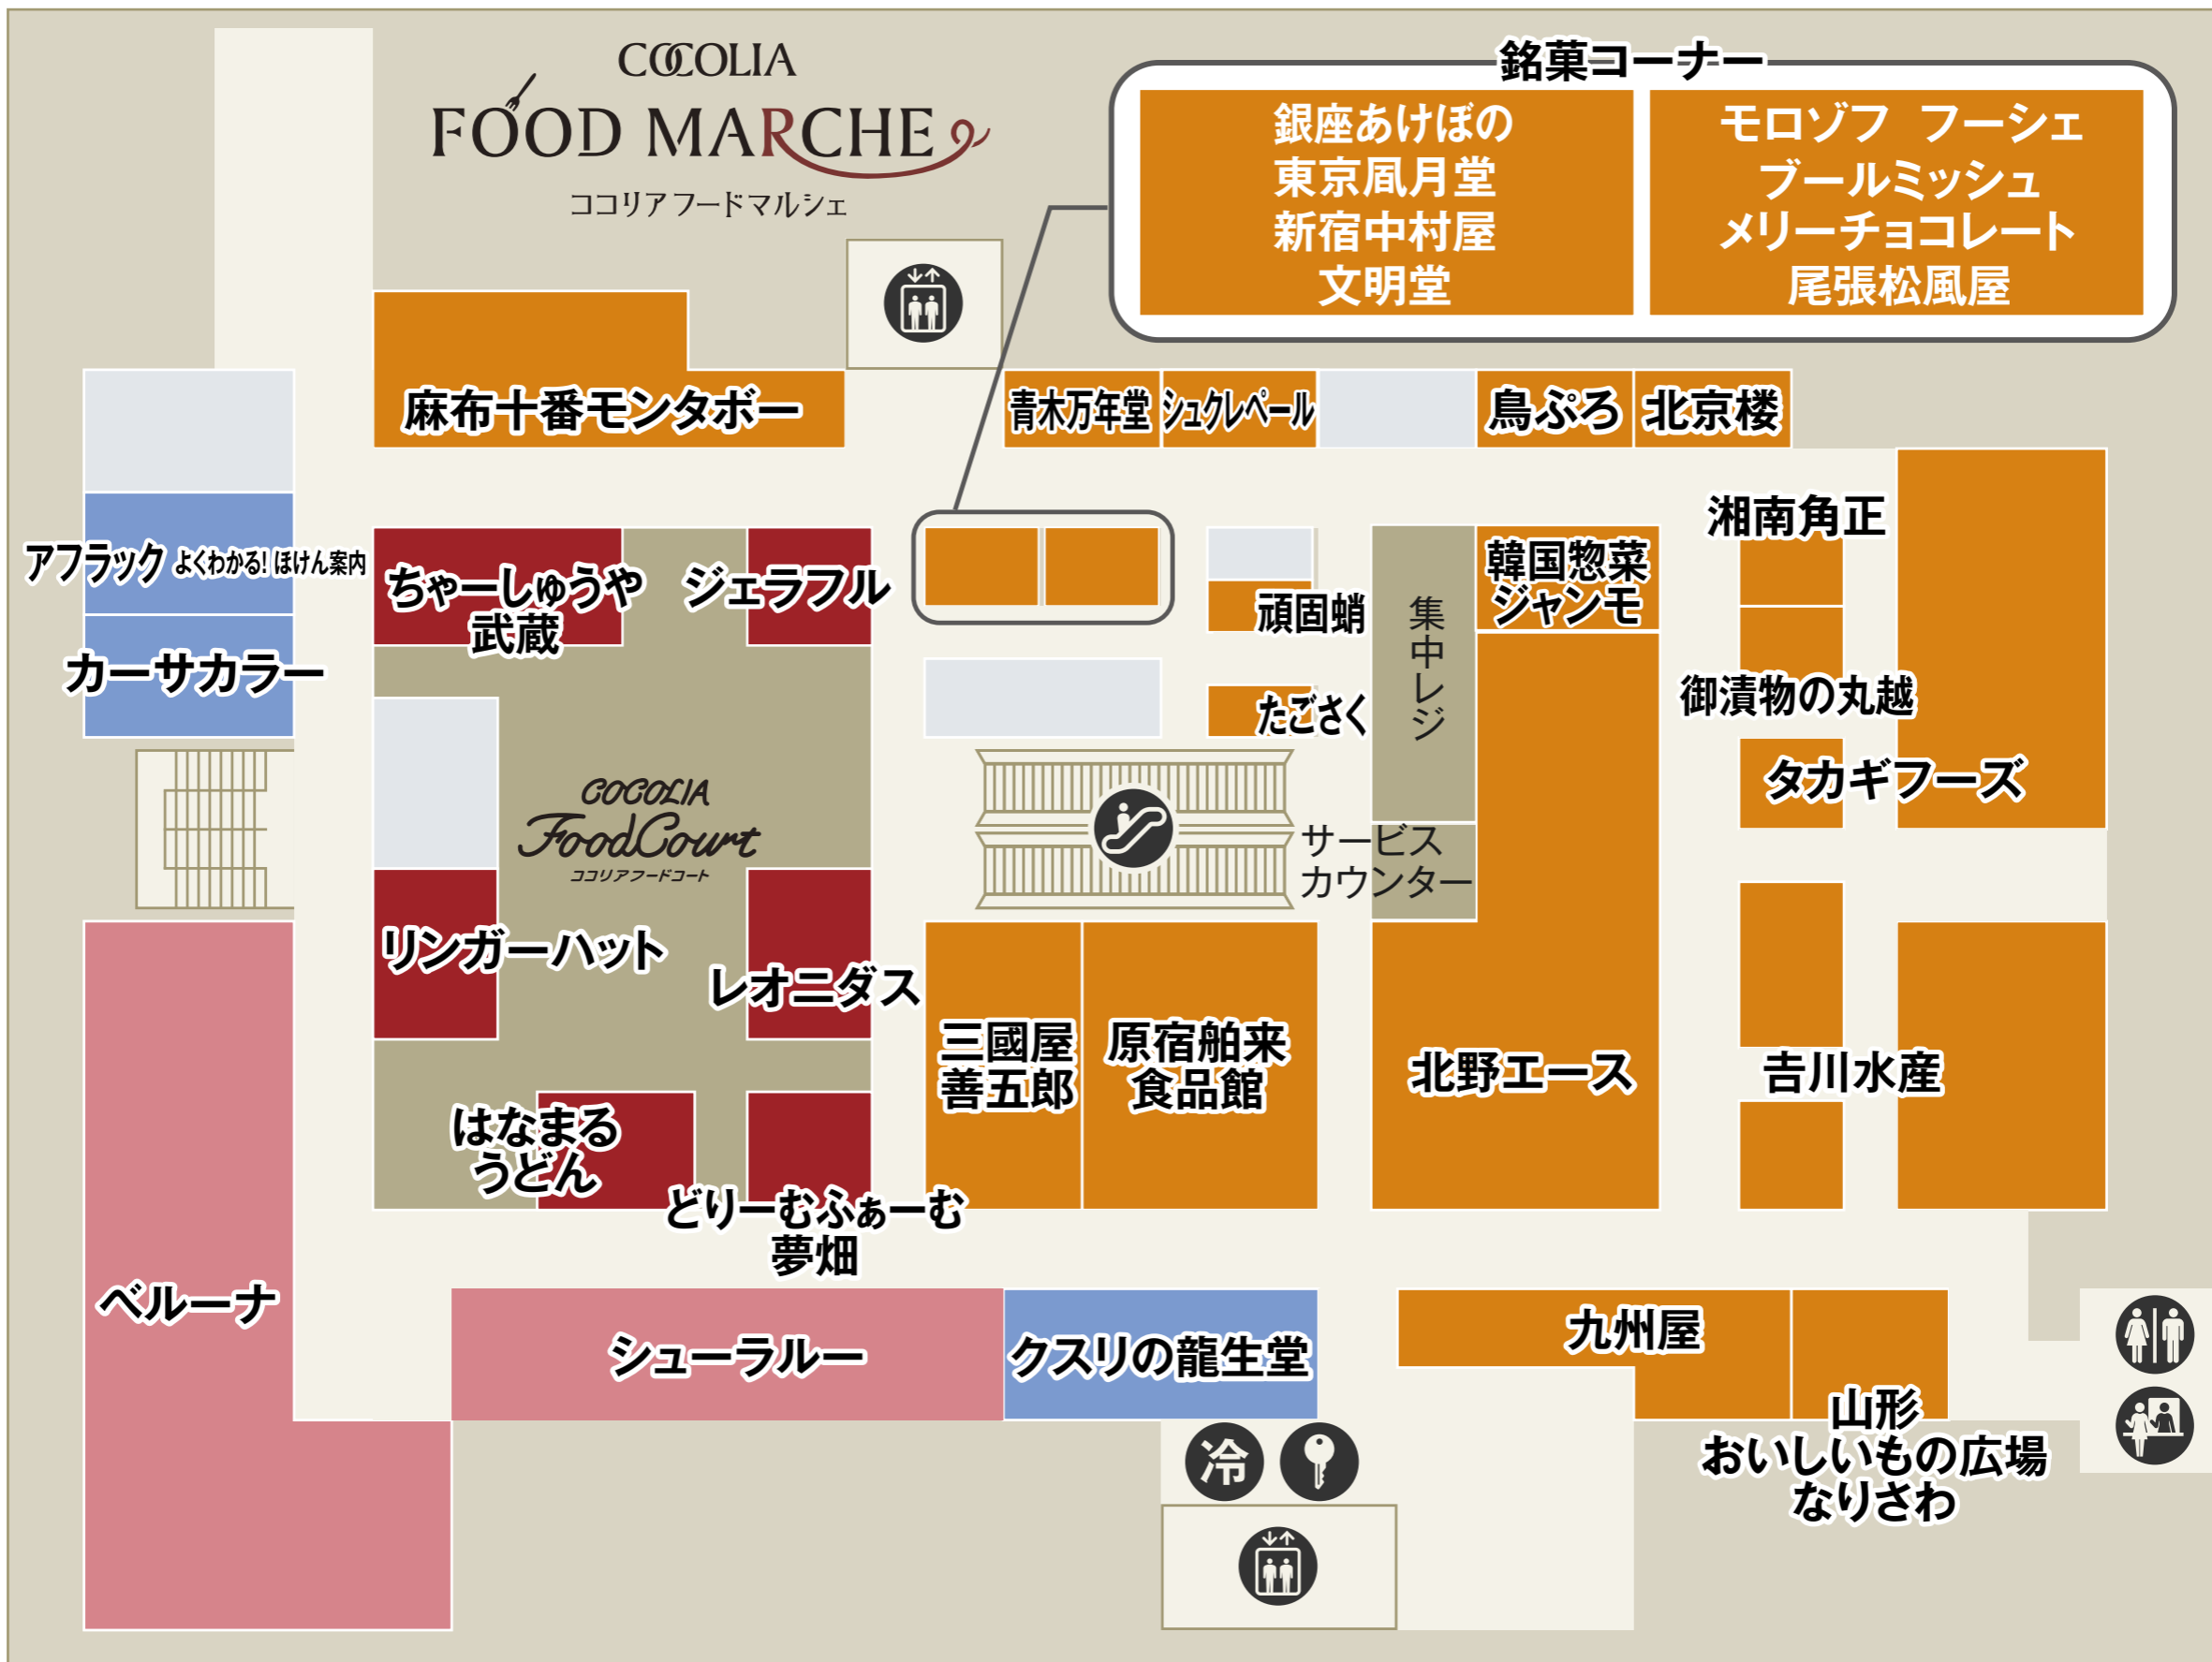 COCOLIA
FOOD MARCHE
ココリア フードマルシェ
銘菓コーナー
銀座あけぼの
東京凮月堂
新宿中村屋
文明堂
モロゾフ フーシェ
ブールミッシュ
メリーチョコレート
尾張松風屋
麻布十番モンタボー
青木万年堂
シュクレペール
鳥ぷろ
北京楼
アフラック よくわかる! ほけん案内
カーサカラー
ちゃーしゅうや
武蔵
ジェラフル
頑固蛸
たごさく
集中レジ
韓国惣菜
ジャンモ
湘南角正
御漬物の丸越
タカギフーズ
COCOLIA
FoodCourt
ココリアフードコート
サービス
カウンター
リンガーハット
レオニダス
はなまる
うどん
どりーむふぁーむ
夢畑
三國屋
善五郎
原宿舶来
食品館
北野エース
𠮷川水産
ベルーナ
シューラルー
クスリの龍生堂
九州屋
山形
おいしいもの広場
なりさわ
冷